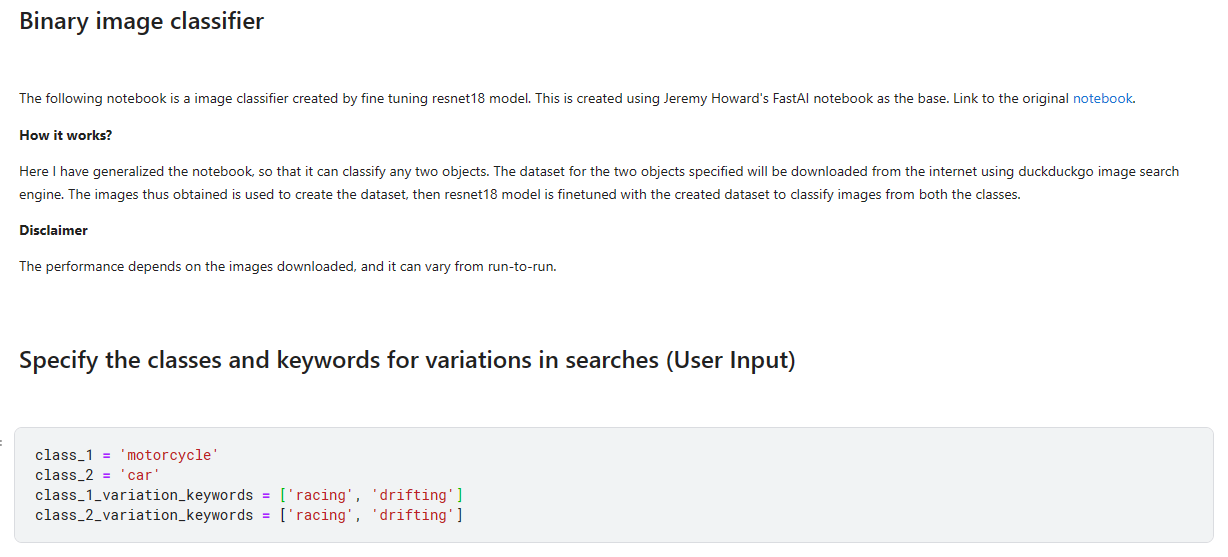 Binary image classifier
The following notebook is a image classifier created by fine tuning resnet18 model. This is created using Jeremy Howard's FastAI notebook as the base. Link to the original notebook.
How it works?
Here I have generalized the notebook, so that it can classify any two objects. The dataset for the two objects specified will be downloaded from the internet using duckduckgo image search
engine. The images thus obtained is used to create the dataset, then resnet18 model is finetuned with the created dataset to classify images from both the classes.
Disclaimer
The performance depends on the images downloaded, and it can vary from run-to-run.
Specify the classes and keywords for variations in searches (User Input)
:
class_1 = 'motorcycle'
class_2 = 'car'
class_1_variation_keywords = ['racing', 'drifting']
class_2_variation_keywords = ['racing', 'drifting']